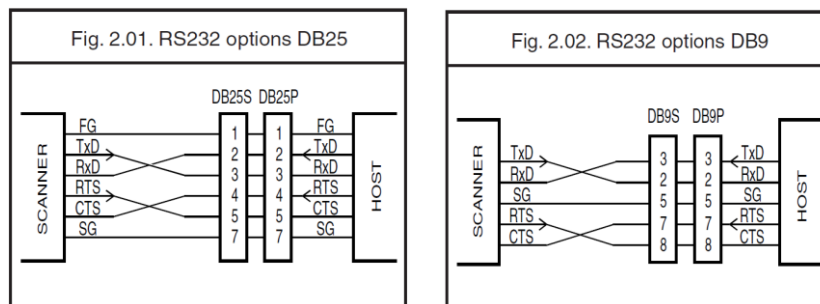 Fig. 2.01. RS232 options DB25
DB25S DB25P
SCANNER
FG 1 1 FG
TxD 2 2 TxD
RxD 3 3 RxD
RTS 4 4 RTS
CTS 5 5 CTS
SG 7 7 SG
HOST
Fig. 2.02. RS232 options DB9
DB9S DB9P
SCANNER
TxD 3 3 TxD
RxD 2 2 RxD
SG 5 5 SG
RTS 7 7 RTS
CTS 8 8 CTS
HOST